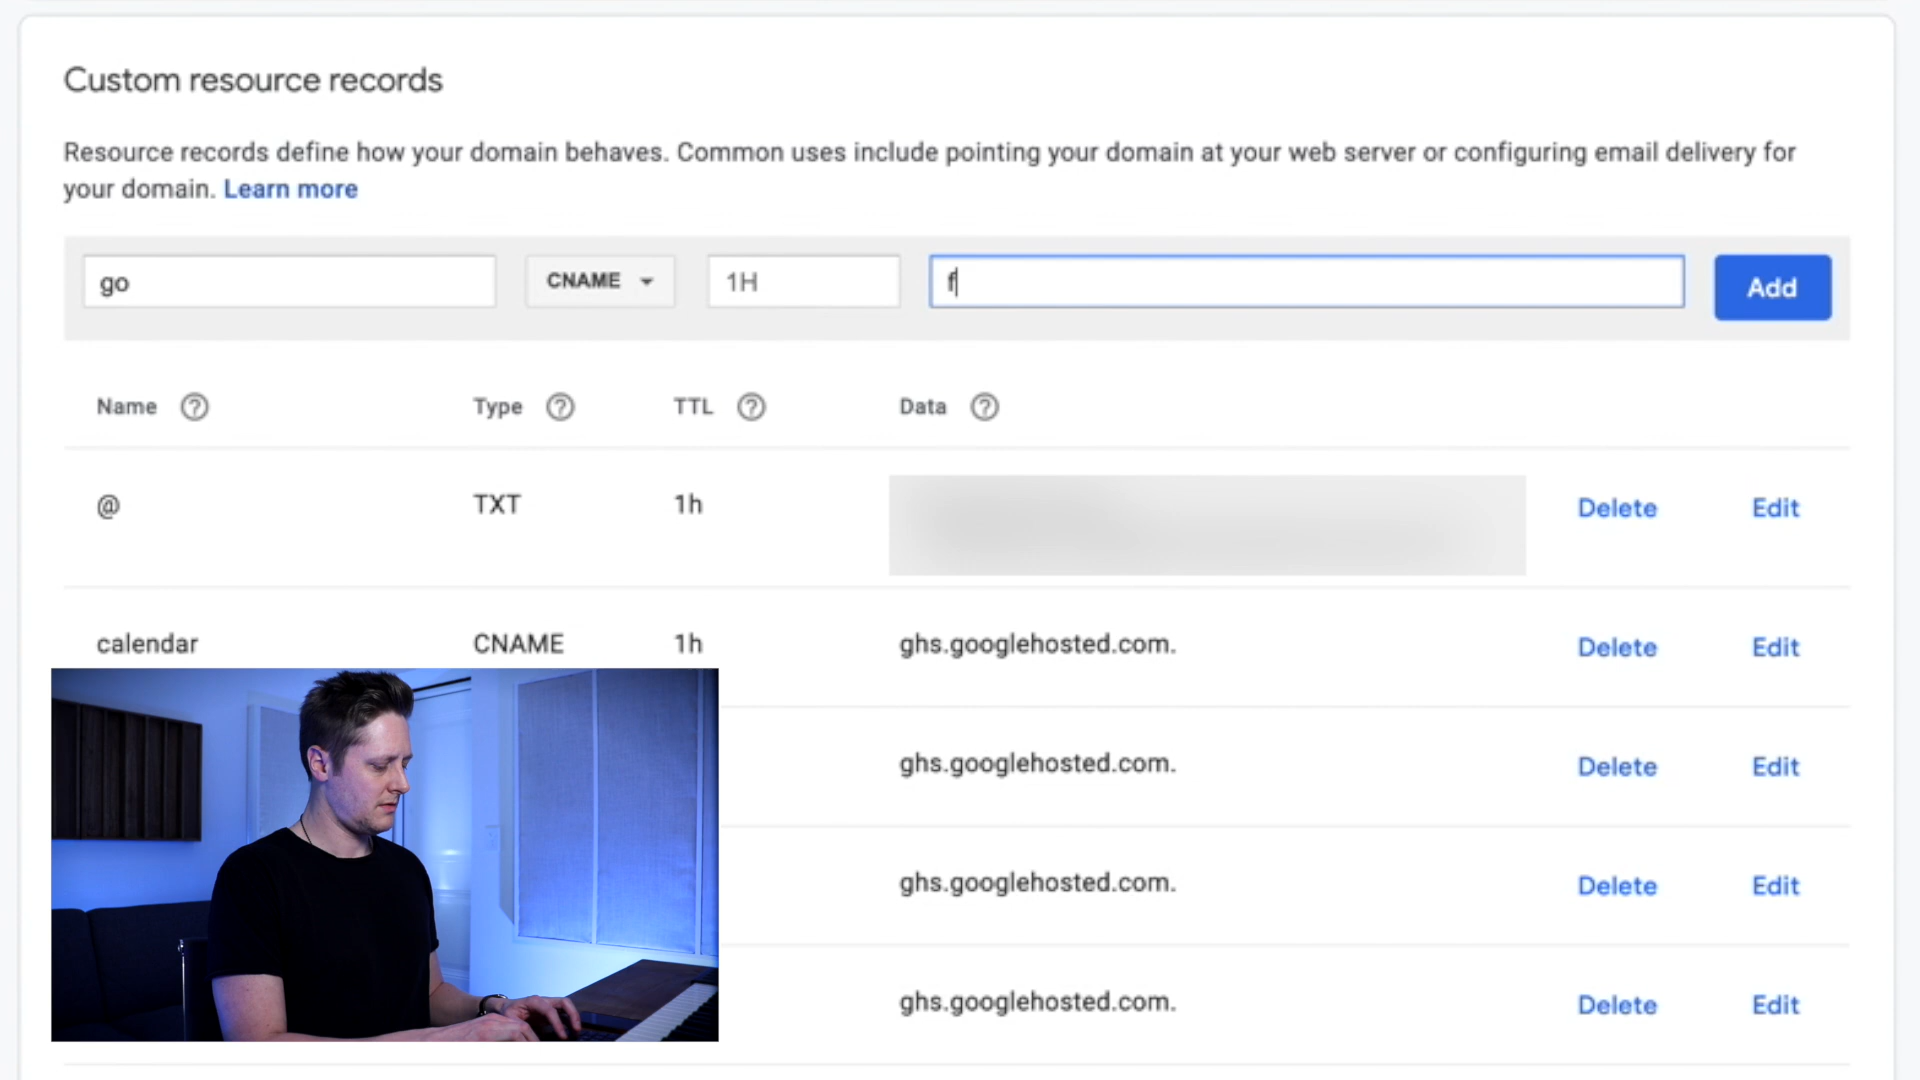 Custom resource records
Resource records define how your domain behaves. Common uses include pointing your domain at your web server or configuring email delivery for
your domain. Learn more
go CNAME 1H f Add
Name ? Type ? TTL ? Data ?
@ TXT 1h Delete Edit
calendar CNAME 1h ghs.googlehosted.com. Delete Edit
ghs.googlehosted.com. Delete Edit
ghs.googlehosted.com. Delete Edit
ghs.googlehosted.com. Delete Edit